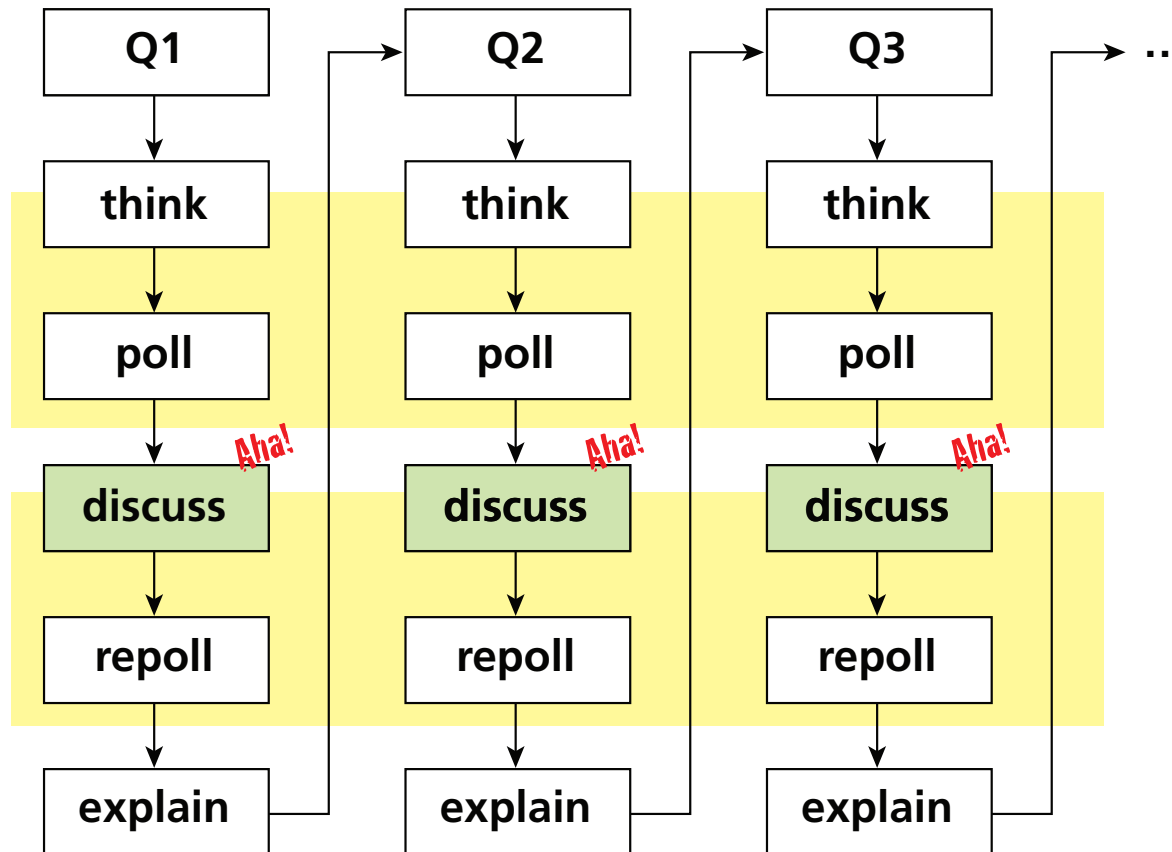 Q1
Q2
Q3
..
think
think
think
poll
poll
poll
Aha!
Aha!
Aha!
discuss
discuss
discuss
repoll
repoll
repoll
explain
explain
explain